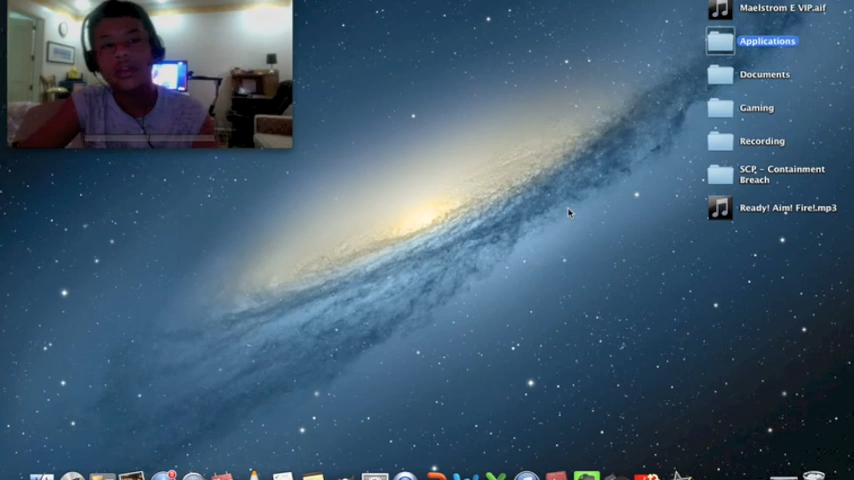 Maelstrom E VIP.aif
Applications
Documents
Gaming
Recording
SCP - Containment
Breach
Ready! Aim! Fire!.mp3